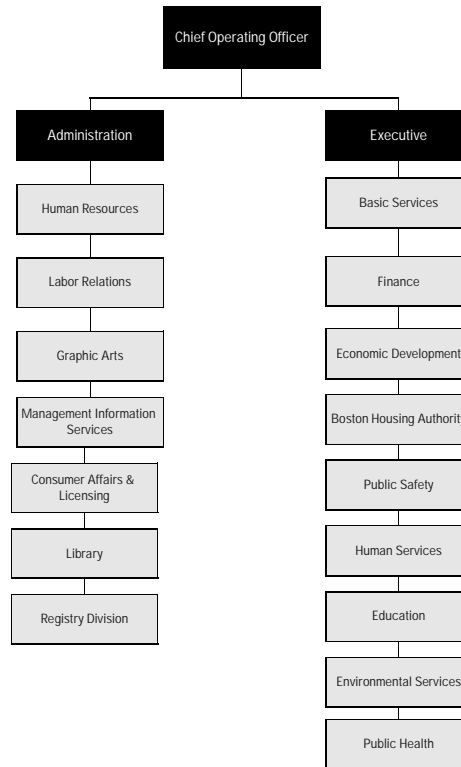 Chief Operating Officer
Administration
Human Resources
Labor Relations
Graphic Arts
Management Information
Services
Consumer Affairs &
Licensing
Library
Registry Division
Executive
Basic Services
Finance
Economic Development
Boston Housing Authority
Public Safety
Human Services
Education
Environmental Services
Public Health